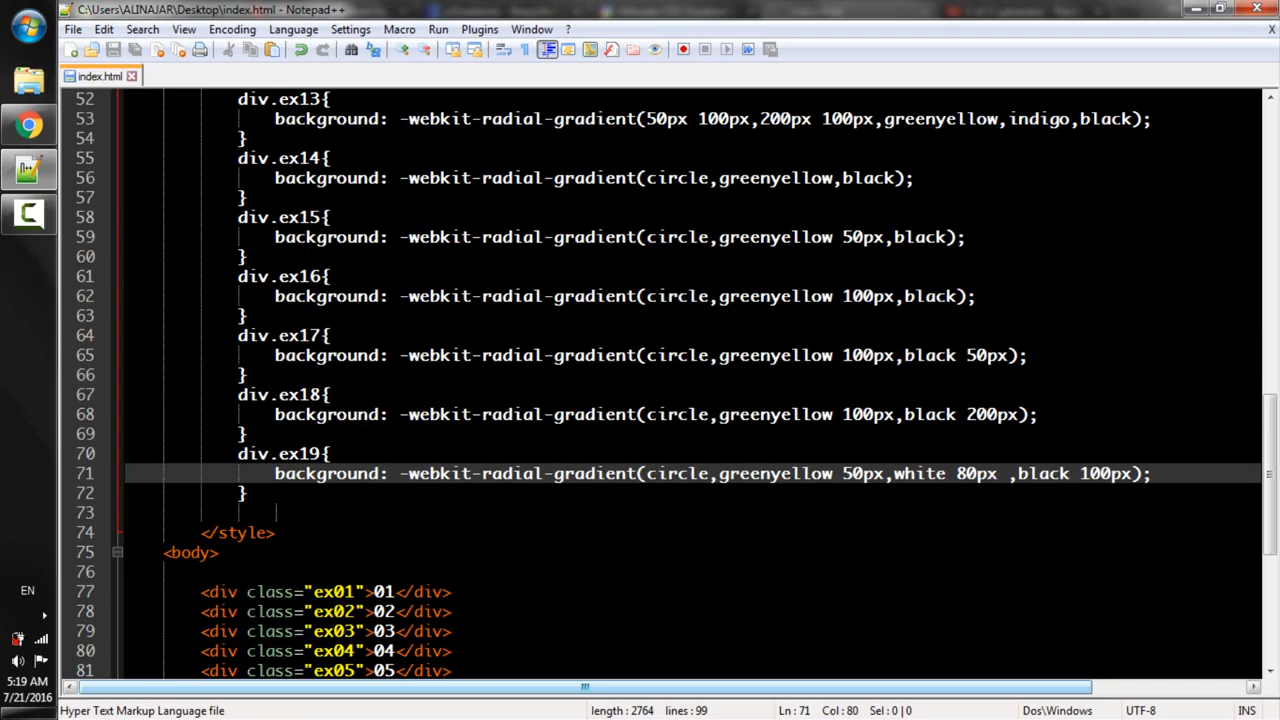 C:\Users\ALINAJAR\Desktop\index.html - Notepad++
File Edit Search View Encoding Language Settings Macro Run Plugins Window ? X
index.html
52 div.ex13{
53 background: -webkit-radial-gradient(50px 100px,200px 100px,greenyellow,indigo,black);
54 }
55 div.ex14{
56 background: -webkit-radial-gradient(circle,greenyellow,black);
57 }
58 div.ex15{
59 background: -webkit-radial-gradient(circle,greenyellow 50px,black);
60 }
61 div.ex16{
62 background: -webkit-radial-gradient(circle,greenyellow 100px,black);
63 }
64 div.ex17{
65 background: -webkit-radial-gradient(circle,greenyellow 100px,black 50px);
66 }
67 div.ex18{
68 background: -webkit-radial-gradient(circle,greenyellow 100px,black 200px);
69 }
70 div.ex19{
71 background: -webkit-radial-gradient(circle,greenyellow 50px,white 80px ,black 100px);
72 }
73
74 </style>
75 <body>
76
77 <div class="ex01">01</div>
78 <div class="ex02">02</div>
79 <div class="ex03">03</div>
80 <div class="ex04">04</div>
81 <div class="ex05">05</div>
EN
5:19 AM
7/21/2016
Hyper Text Markup Language file length : 2764 lines : 99 Ln : 71 Col : 80 Sel : 0 | 0 Dos\Windows UTF-8 INS